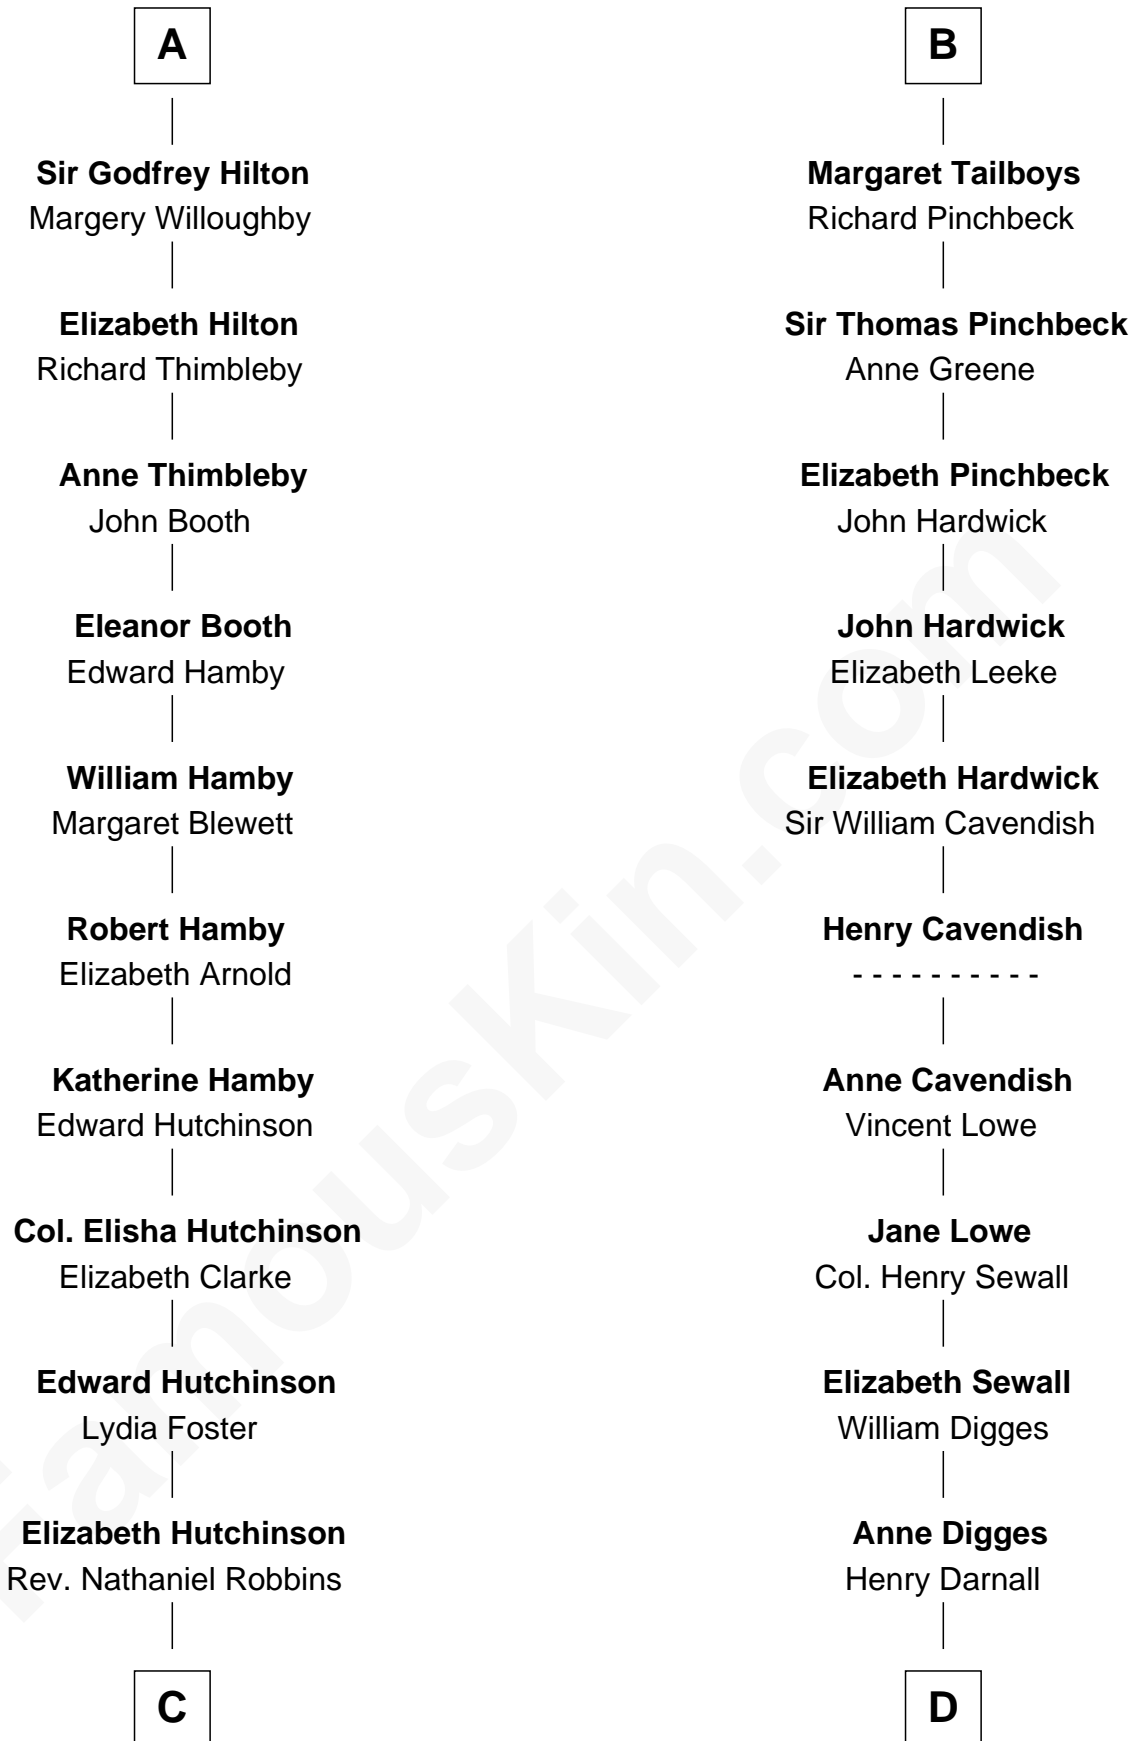 A
Sir Godfrey Hilton
Margery Willoughby
Elizabeth Hilton
Richard Thimbleby
Anne Thimbleby
John Booth
Eleanor Booth
Edward Hamby
William Hamby
Margaret Blewett
Robert Hamby
Elizabeth Arnold
Katherine Hamby
Edward Hutchinson
Col. Elisha Hutchinson
Elizabeth Clarke
Edward Hutchinson
Lydia Foster
Elizabeth Hutchinson
Rev. Nathaniel Robbins
C
B
Margaret Tailboys
Richard Pinchbeck
Sir Thomas Pinchbeck
Anne Greene
Elizabeth Pinchbeck
John Hardwick
John Hardwick
Elizabeth Leeke
Elizabeth Hardwick
Sir William Cavendish
Henry Cavendish
- - - - - - - - - -
Anne Cavendish
Vincent Lowe
Jane Lowe
Col. Henry Sewall
Elizabeth Sewall
William Digges
Anne Digges
Henry Darnall
D
FamousKin.com